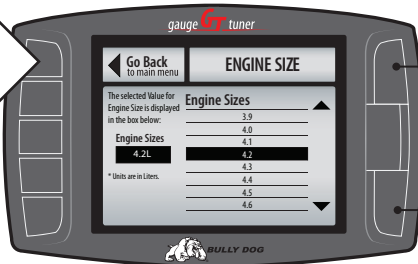 gauge GT tuner
Go Back
to main menu
ENGINE SIZE
The selected Value for
Engine Size is displayed
in the box below:
Engine Sizes
4.2L
* Units are in Liters.
Engine Sizes
3.9
4.0
4.1
4.2
4.3
4.4
4.5
4.6
BULLY DOG